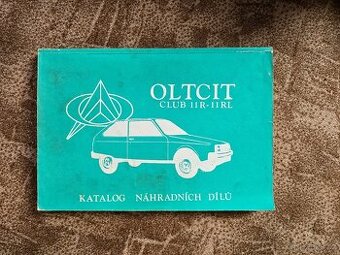 OLTCIT
CLUB 11R-11RL
KATALOG NÁHRADNÍCH DÍLŮ